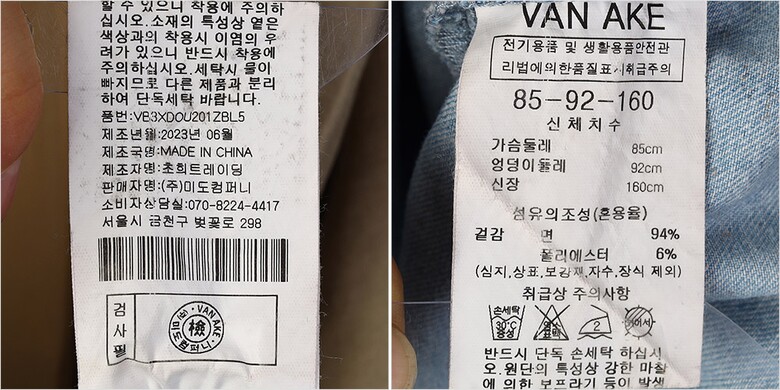 할 수 있으니 착용에 주의하
십시오. 소재의 특성상 옅은
색상과의 착용시 이염의 우
려가 있으니 반드시 착용에
주의하십시오. 세탁시 물이
빠지므로 다른 제품과 분리
하여 단독세탁 바랍니다.
품번:VB3XDOU201ZBL5
제조년월:2023년 06월
제조국명:MADE IN CHINA
제조자명:초희트레이딩
판매자명:(주)미도컴퍼니
소비자상담실:070-8224-4417
서울시 금천구 벚꽃로 298
검사필
VAN AKE
(주)미도컴퍼니
檢
VAN AKE
전기용품 및 생활용품안전관
리법에의한품질표시취급주의
85-92-160
신체치수
가슴둘레 85cm
엉덩이둘레 92cm
신장 160cm
섬유의조성(혼용율)
겉감 면 94%
폴리에스터 6%
(심지,상표,보강재,자수,장식 제외)
취급상 주의사항
손세탁
30°C
중성
2
반드시 단독 손세탁 하십시
오.원단의 특성상 강한 마찰
에 의한 보프라기 등이 발생